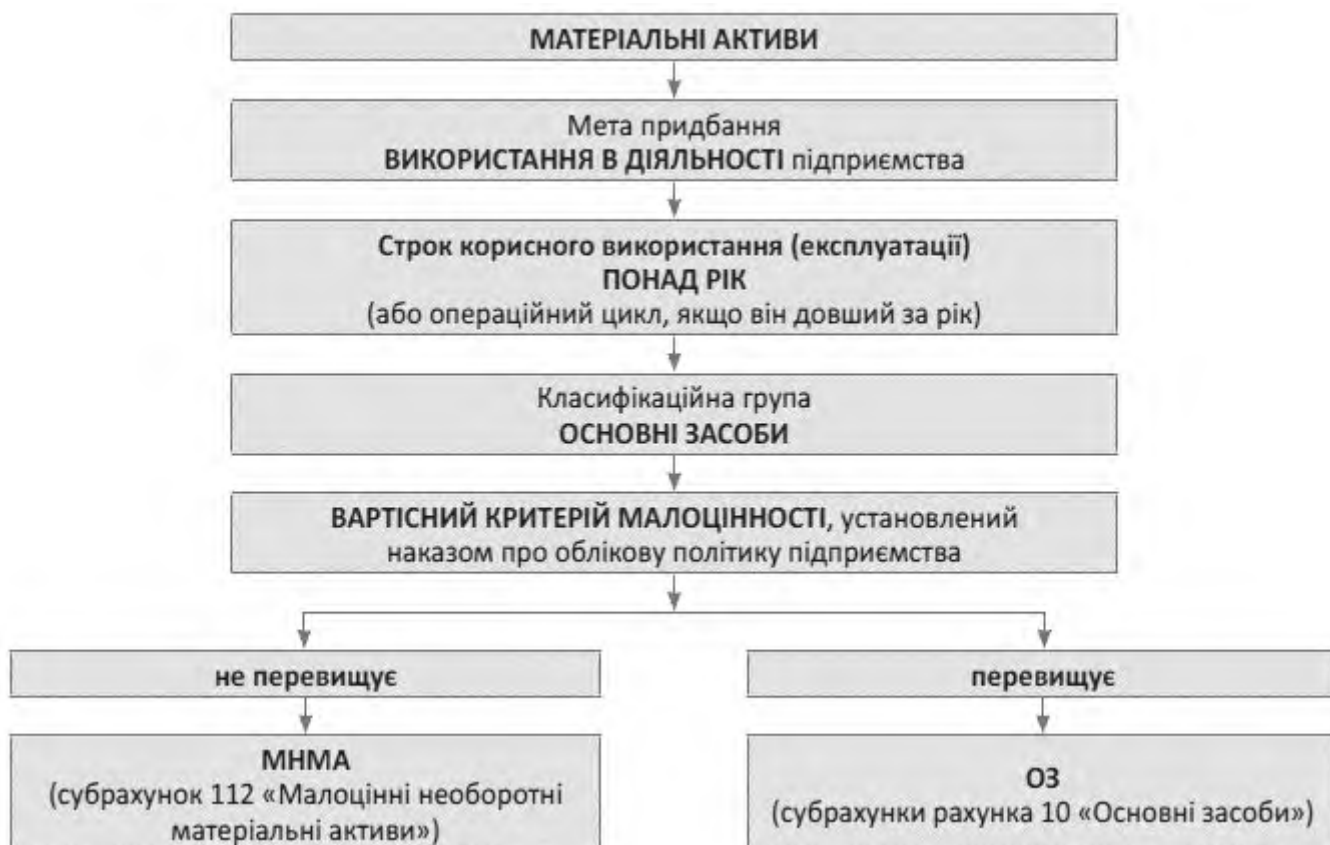 МАТЕРІАЛЬНІ АКТИВИ
Мета придбання
ВИКОРИСТАННЯ В ДІЯЛЬНОСТІ підприємства
Строк корисного використання (експлуатації)
ПОНАД РІК
(або операційний цикл, якщо він довший за рік)
Класифікаційна група
ОСНОВНІ ЗАСОБИ
ВАРТІСНИЙ КРИТЕРІЙ МАЛОЦІННОСТІ, установлений
наказом про облікову політику підприємства
не перевищує
перевищує
МНМА
(субрахунок 112 «Малоцінні необоротні
матеріальні активи»)
ОЗ
(субрахунки рахунка 10 «Основні засоби»)